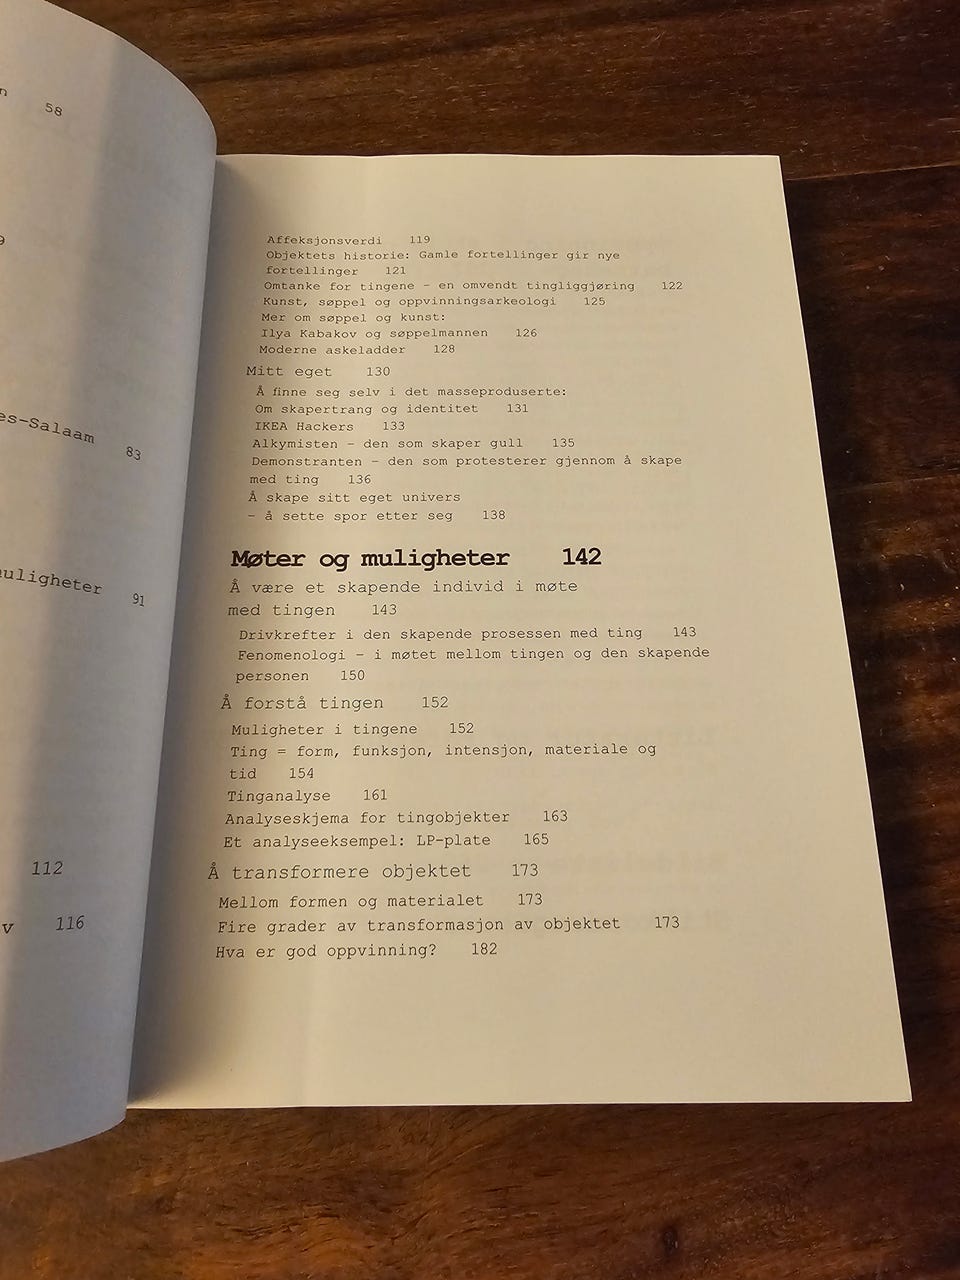 58
es-Salaam 83
muligheter 91
112
116
Affeksjonsverdi 119
Objektets historie: Gamle fortellinger gir nye
fortellinger 121
Omtanke for tingene – en omvendt tingliggjøring 122
Kunst, søppel og oppvinningsarkeologi 125
Mer om søppel og kunst:
Ilya Kabakov og søppelmannen 126
Moderne askeladder 128
Mitt eget 130
Å finne seg selv i det masseproduserte:
Om skapertrang og identitet 131
IKEA Hackers 133
Alkymisten – den som skaper gull 135
Demonstranten – den som protesterer gjennom å skape
med ting 136
Å skape sitt eget univers
– å sette spor etter seg 138
Møter og muligheter 142
Å være et skapende individ i møte
med tingen 143
Drivkrefter i den skapende prosessen med ting 143
Fenomenologi – i møtet mellom tingen og den skapende
personen 150
Å forstå tingen 152
Muligheter i tingene 152
Ting = form, funksjon, intensjon, materiale og
tid 154
Tinganalyse 161
Analyseskjema for tingobjekter 163
Et analyseeksempel: LP-plate 165
Å transformere objektet 173
Mellom formen og materialet 173
Fire grader av transformasjon av objektet 173
Hva er god oppvinning? 182